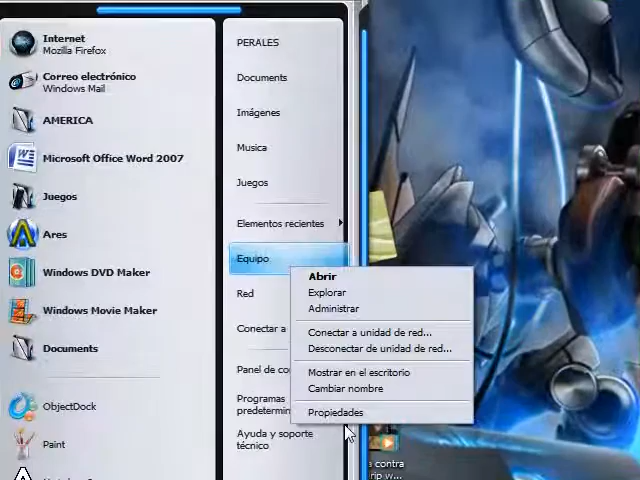 Internet
Mozilla Firefox
Correo electrónico
Windows Mail
AMERICA
Microsoft Office Word 2007
Juegos
Ares
Windows DVD Maker
Windows Movie Maker
Documents
ObjectDock
Paint
PERALES
Documents
Imágenes
Musica
Juegos
Elementos recientes
Equipo
Red
Conectar a
Panel de co
Programas
predetermin
Ayuda y soporte
técnico
Abrir
Explorar
Administrar
Conectar a unidad de red...
Desconectar de unidad de red...
Mostrar en el escritorio
Cambiar nombre
Propiedades
a contra
rip w...